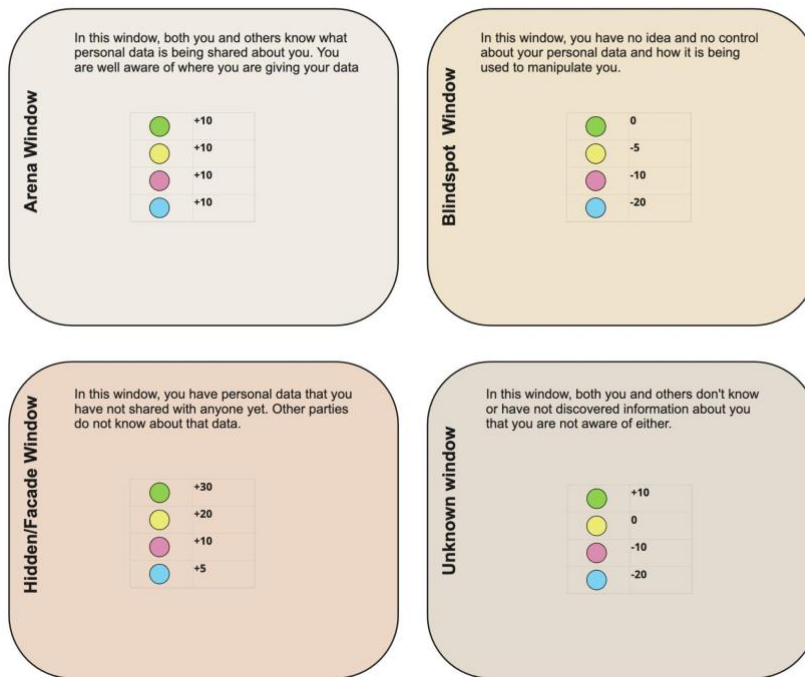 Arena Window
In this window, both you and others know what
personal data is being shared about you. You
are well aware of where you are giving your data
+10
+10
+10
+10
Blindspot Window
In this window, you have no idea and no control
about your personal data and how it is being
used to manipulate you.
0
-5
-10
-20
Hidden/Facade Window
In this window, you have personal data that you
have not shared with anyone yet. Other parties
do not know about that data.
+30
+20
+10
+5
Unknown window
In this window, both you and others don't know
or have not discovered information about you
that you are not aware of either.
+10
0
-10
-20